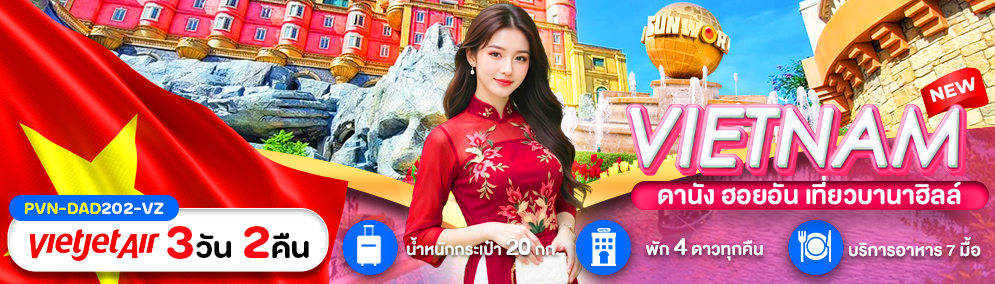 SUN WORL
NEW
VIETNAM
ดานัง ฮอยอัน เที่ยวบานาฮิลล์
PVN-DAD202-VZ
vietjet Air 3 วัน 2 คืน
น้ำหนักกระเป๋า 20 กก.
พัก 4 ดาวทุกคืน
บริการอาหาร 7 มื้อ